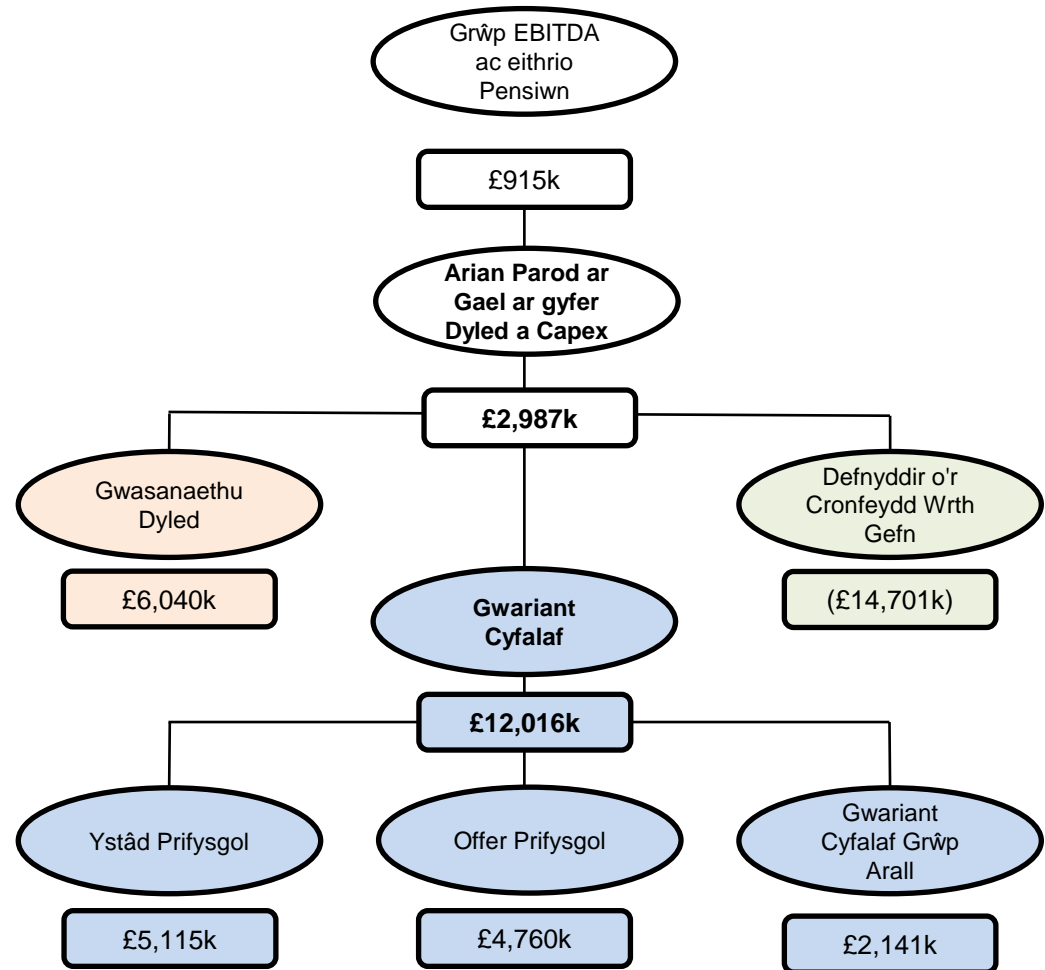 Grŵp EBITDA
ac eithrio
Pensiwn
£915k
Arian Parod ar
Gael ar gyfer
Dyled a Capex
£2,987k
Gwasanaethu
Dyled
£6,040k
Defnyddir o'r
Cronfeydd Wrth
Gefn
(£14,701k)
Gwariant
Cyfalaf
£12,016k
Ystâd Prifysgol
£5,115k
Offer Prifysgol
£4,760k
Gwariant
Cyfalaf Grŵp
Arall
£2,141k